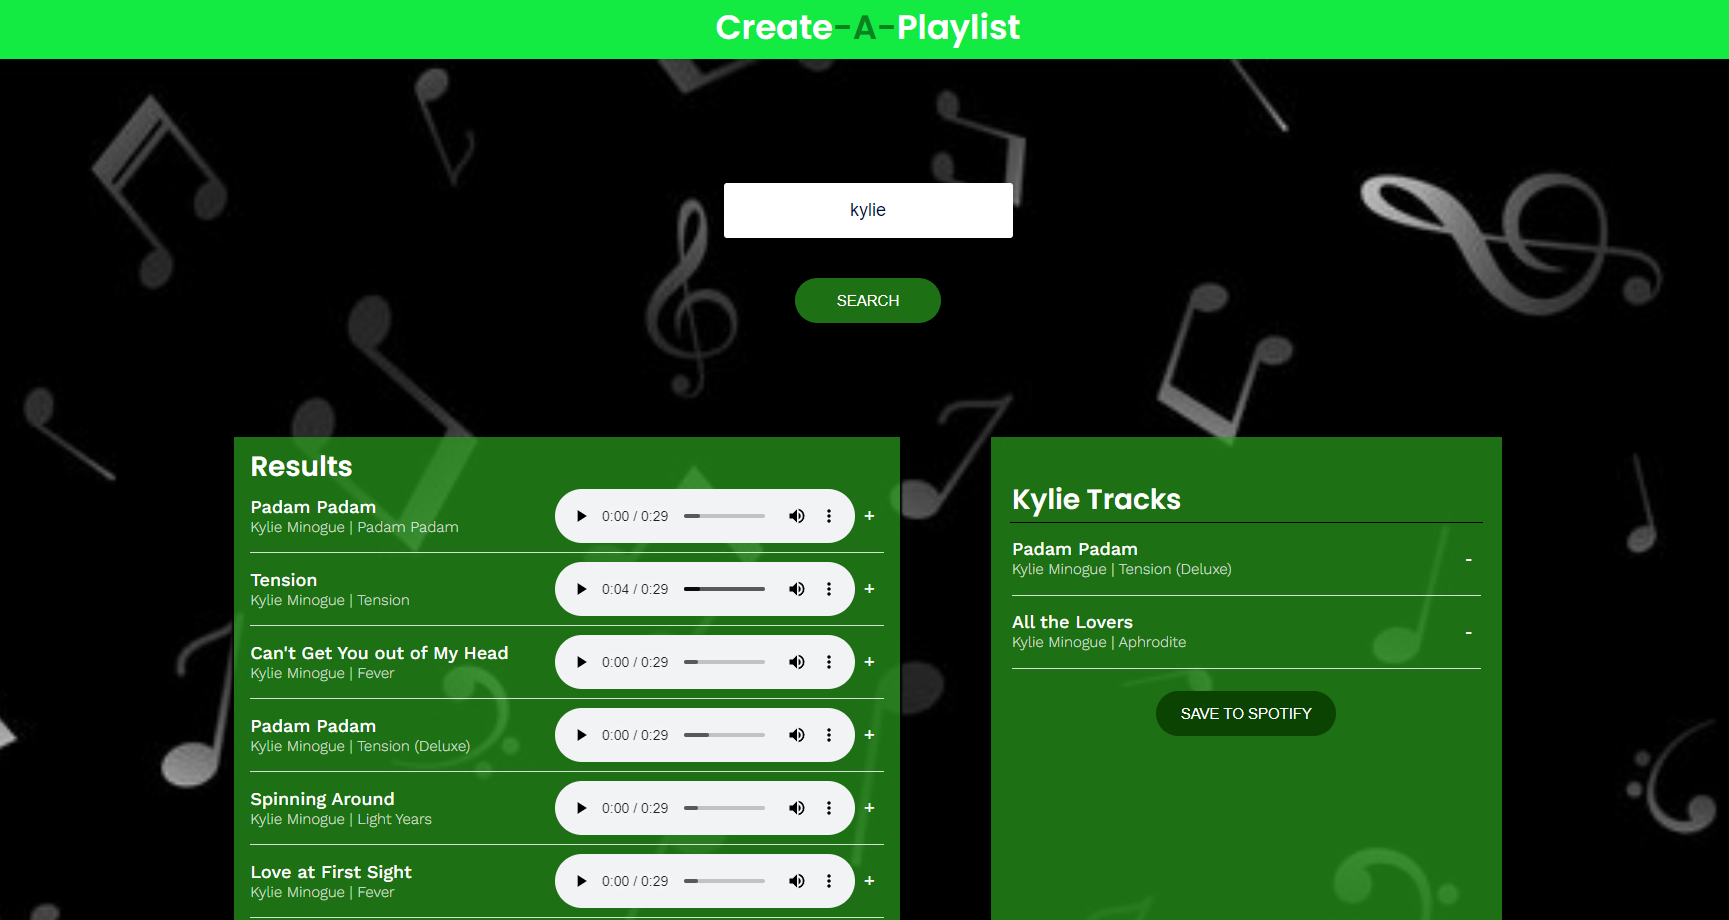 Create-A-Playlist
kylie
SEARCH
Results
Padam Padam
Kylie Minogue | Padam Padam
0:00 / 0:29
+
Tension
Kylie Minogue | Tension
0:04 / 0:29
+
Can't Get You out of My Head
Kylie Minogue | Fever
0:00 / 0:29
+
Padam Padam
Kylie Minogue | Tension (Deluxe)
0:00 / 0:29
+
Spinning Around
Kylie Minogue | Light Years
0:00 / 0:29
+
Love at First Sight
Kylie Minogue | Fever
0:00 / 0:29
+
Kylie Tracks
Padam Padam
Kylie Minogue | Tension (Deluxe)
-
All the Lovers
Kylie Minogue | Aphrodite
-
SAVE TO SPOTIFY